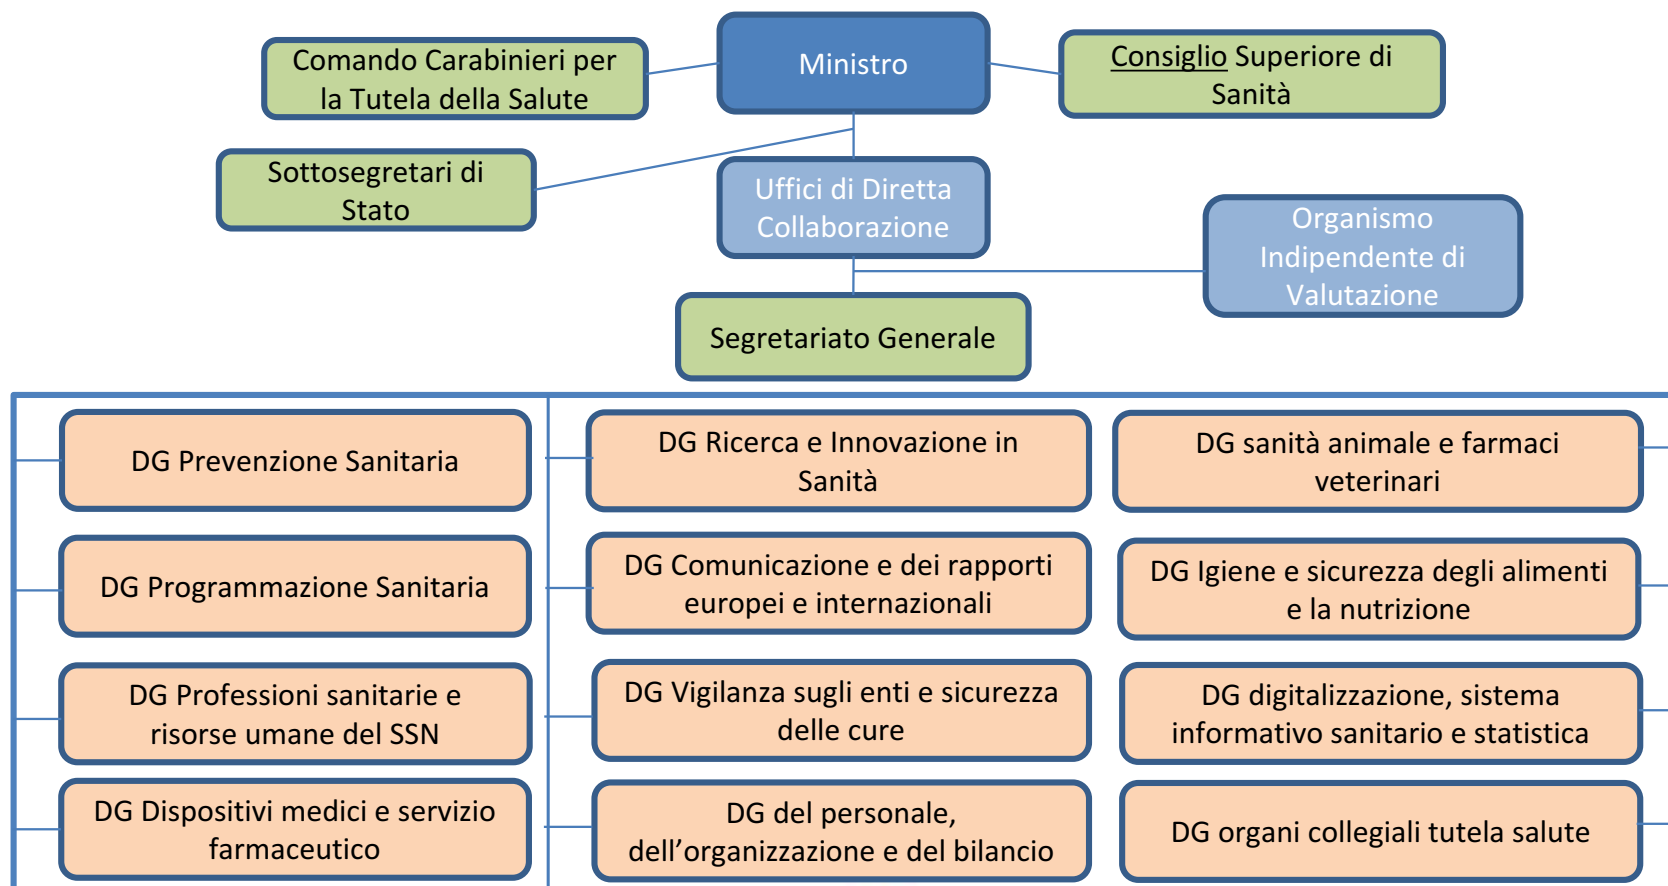 Comando Carabinieri per
la Tutela della Salute
Ministro
Consiglio Superiore di
Sanità
Sottosegretari di
Stato
Uffici di Diretta
Collaborazione
Organismo
Indipendente di
Valutazione
Segretariato Generale
DG Prevenzione Sanitaria
DG Ricerca e Innovazione in
Sanità
DG sanità animale e farmaci
veterinari
DG Programmazione Sanitaria
DG Comunicazione e dei rapporti
europei e internazionali
DG Igiene e sicurezza degli alimenti
e la nutrizione
DG Professioni sanitarie e
risorse umane del SSN
DG Vigilanza sugli enti e sicurezza
delle cure
DG digitalizzazione, sistema
informativo sanitario e statistica
DG Dispositivi medici e servizio
farmaceutico
DG del personale,
dell’organizzazione e del bilancio
DG organi collegiali tutela salute